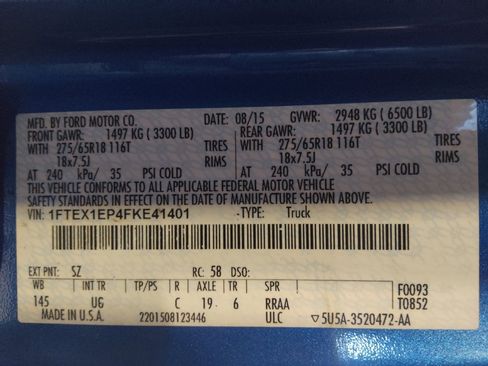 MFD. BY FORD MOTOR CO. DATE: 08/15 GVWR: 2948 KG ( 6500 LB)
FRONT GAWR: 1497 KG ( 3300 LB) REAR GAWR: 1497 KG ( 3300 LB)
WITH 275/65R18 116T TIRES WITH 275/65R18 116T TIRES
18x7.5J RIMS 18x7.5J RIMS
AT 240 kPa/ 35 PSI COLD AT 240 kPa/ 35 PSI COLD
THIS VEHICLE CONFORMS TO ALL APPLICABLE FEDERAL MOTOR VEHICLE
SAFETY STANDARDS IN EFFECT ON THE DATE OF MANUFACTURE SHOWN ABOVE.
VIN: 1FTEX1EP4FKE41401 -TYPE: Truck
EXT PNT: SZ RC: 58 DSO:
WB INT TR TP/PS R AXLE TR SPR F0093
145 UG C 19 6 RRAA T0852
MADE IN U.S.A. 2201508123446 ULC ▽5U5A-3520472-AA